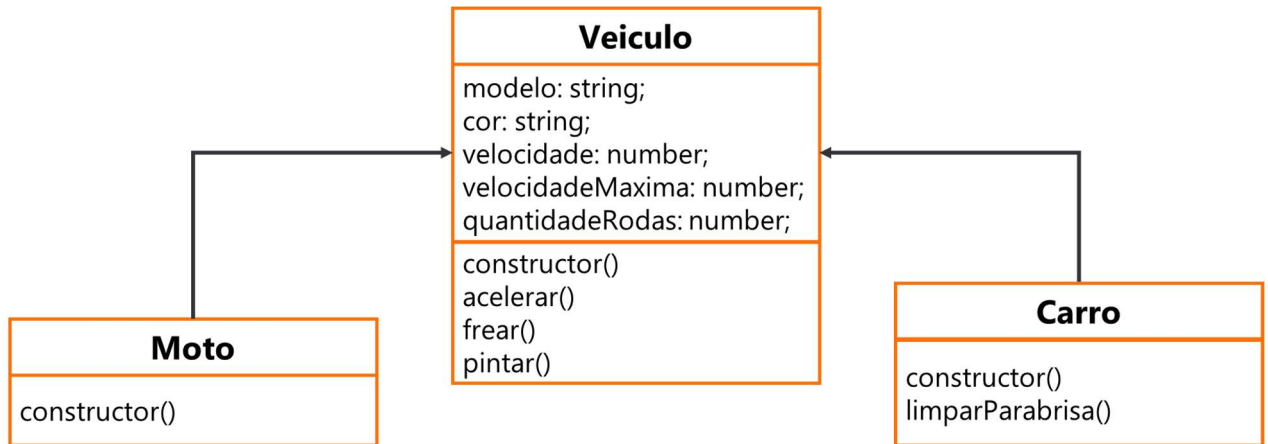 Veiculo
modelo: string;
cor: string;
velocidade: number;
velocidadeMaxima: number;
quantidadeRodas: number;
constructor()
acelerar()
frear()
pintar()
Moto
constructor()
Carro
constructor()
limparParabrisa()